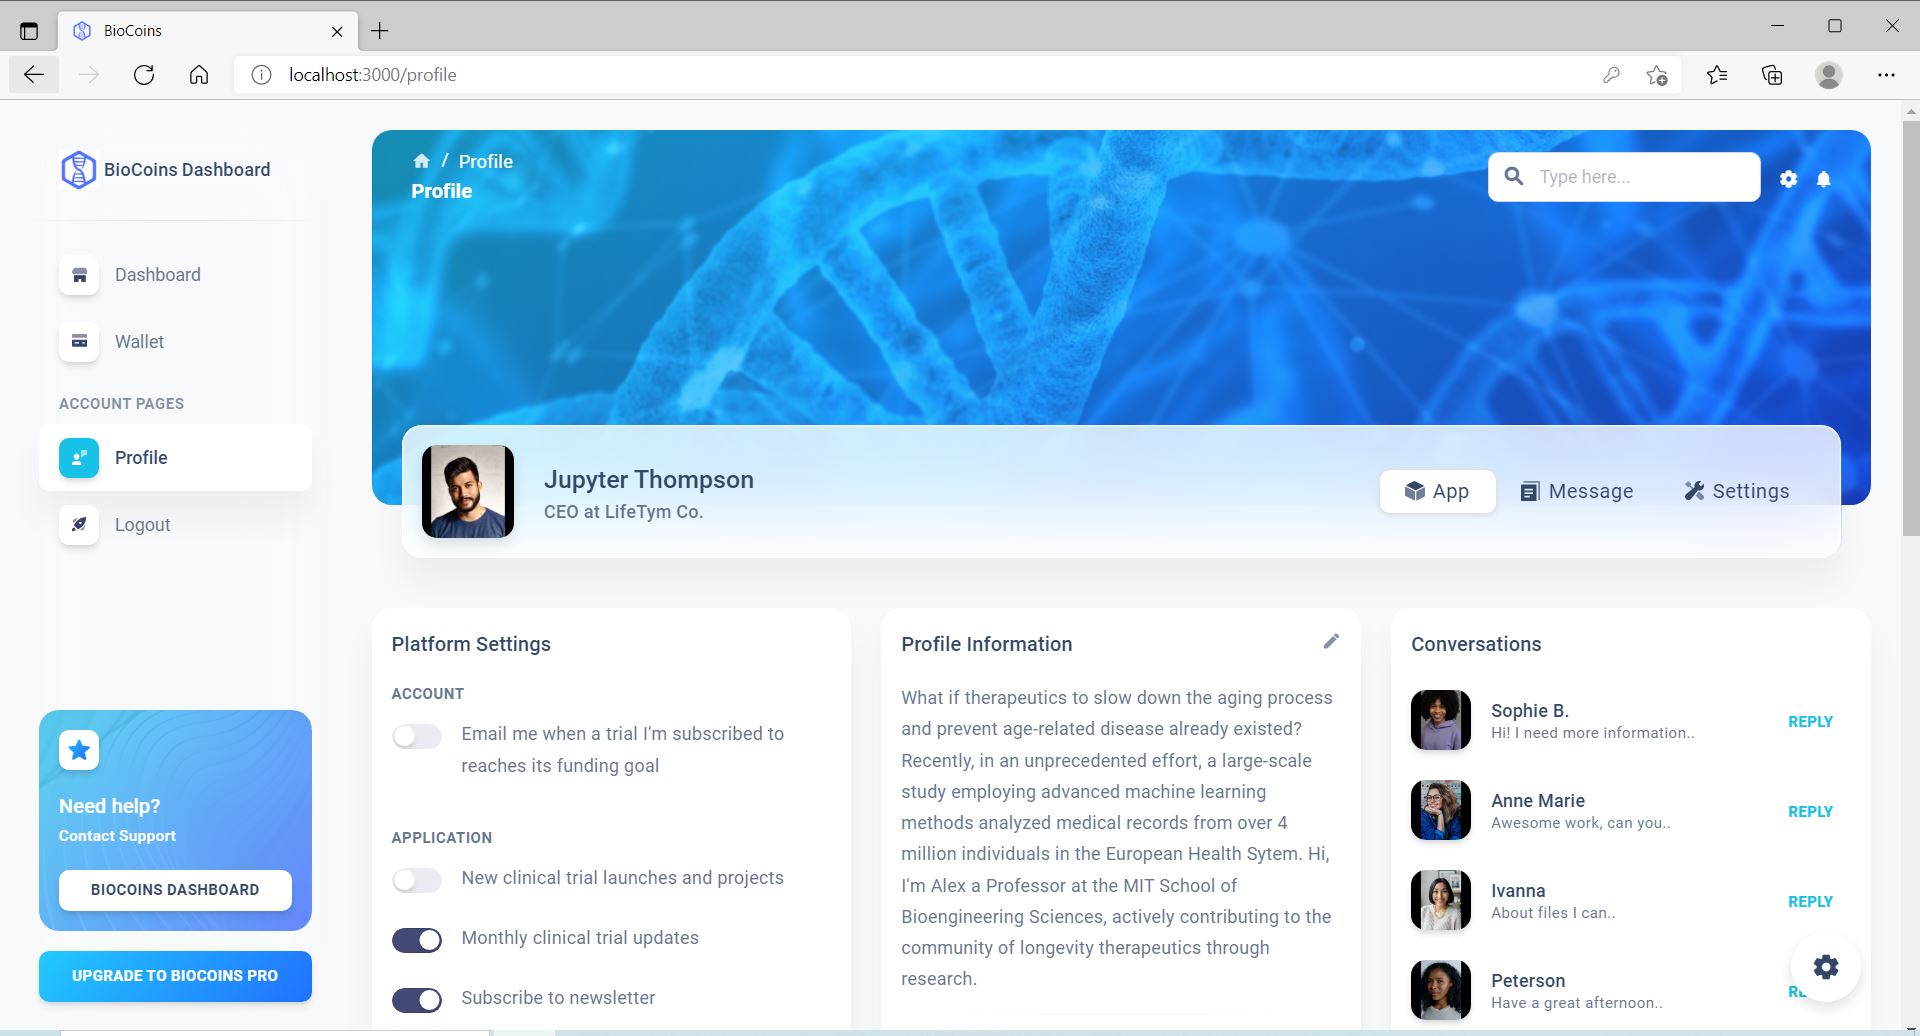 BioCoins
localhost:3000/profile
BioCoins Dashboard
Dashboard
Wallet
ACCOUNT PAGES
Profile
Logout
Need help?
Contact Support
BIOCOINS DASHBOARD
UPGRADE TO BIOCOINS PRO
/ Profile
Profile
Type here...
Jupyter Thompson
CEO at LifeTym Co.
App
Message
Settings
Platform Settings
ACCOUNT
Email me when a trial I'm subscribed to
reaches its funding goal
APPLICATION
New clinical trial launches and projects
Monthly clinical trial updates
Subscribe to newsletter
Profile Information
What if therapeutics to slow down the aging process
and prevent age-related disease already existed?
Recently, in an unprecedented effort, a large-scale
study employing advanced machine learning
methods analyzed medical records from over 4
million individuals in the European Health Sytem. Hi,
I'm Alex a Professor at the MIT School of
Bioengineering Sciences, actively contributing to the
community of longevity therapeutics through
research.
Conversations
Sophie B.
Hi! I need more information..
REPLY
Anne Marie
Awesome work, can you..
REPLY
Ivanna
About files I can..
REPLY
Peterson
Have a great afternoon..